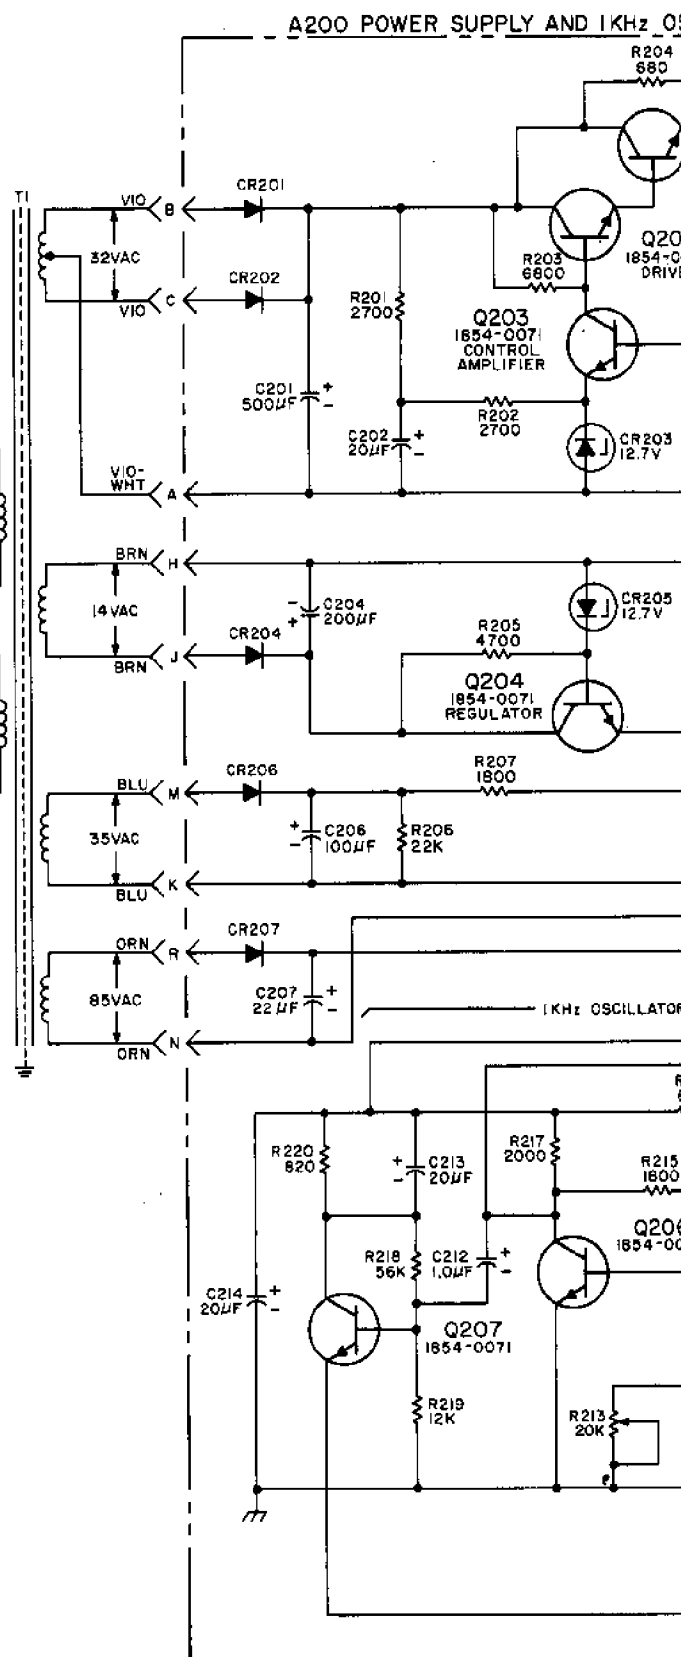 A200 POWER SUPPLY AND 1KHz
R204
680
T1
VIO
B
CR201
32VAC
CR202
VIO
C
R203
6800
R201
2700
Q203
1854-0071
CONTROL
AMPLIFIER
C201
500µF
+
-
R202
2700
C202
20µF
+
-
CR203
12.7V
VIO-
WHT
A
BRN
H
14VAC
C204
200µF
-
+
CR205
12.7V
R205
4700
CR204
BRN
J
Q204
1854-0071
REGULATOR
R207
1800
BLU
M
CR206
35VAC
+
-
C206
100µF
R206
22K
BLU
K
ORN
R
CR207
85VAC
C207
22µF
+
-
1KHz OSCILLATOR
ORN
N
R220
820
+
-
C213
20µF
R217
2000
R215
1800
R218
56K
C212
1.0µF
+
-
C214
20µF
+
-
Q207
1854-0071
R219
12K
R213
20K